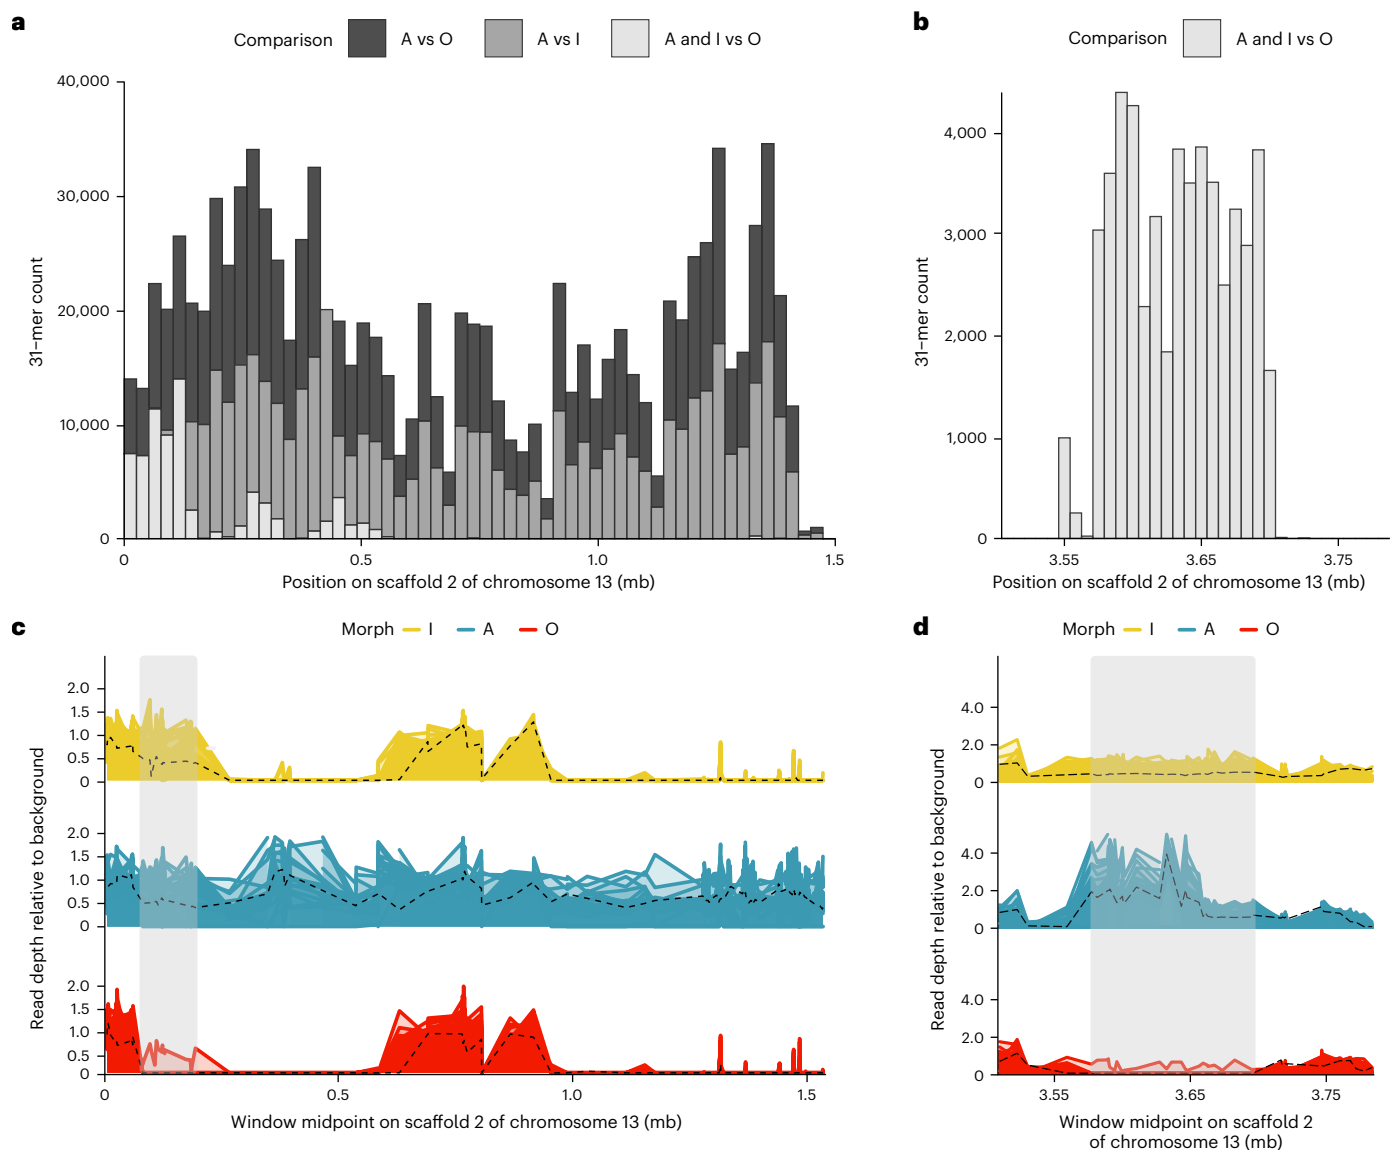 a
Comparison A vs O A vs I A and I vs O
40,000
30,000
20,000
10,000
0
31–mer count
0 0.5 1.0 1.5
Position on scaffold 2 of chromosome 13 (mb)
b
Comparison A and I vs O
4,000
3,000
2,000
1,000
0
31–mer count
3.55 3.65 3.75
Position on scaffold 2 of chromosome 13 (mb)
c
Morph I A O
2.0
1.5
1.0
0.5
0
2.0
1.5
1.0
0.5
0
2.0
1.5
1.0
0.5
0
Read depth relative to background
0 0.5 1.0 1.5
Window midpoint on scaffold 2 of chromosome 13 (mb)
d
Morph I A O
4.0
2.0
0
4.0
2.0
0
4.0
2.0
0
Read depth relative to background
3.55 3.65 3.75
Window midpoint on scaffold 2
of chromosome 13 (mb)